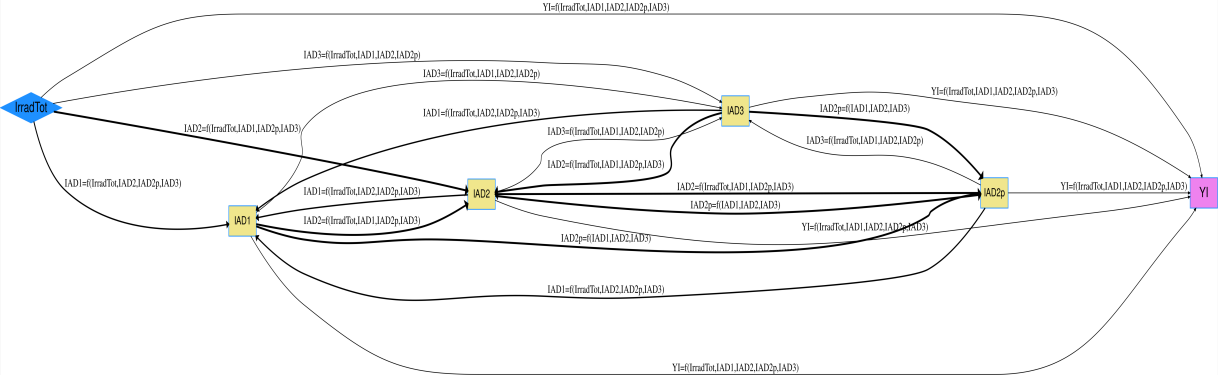 YI=f(IrradTot,IAD1,IAD2,IAD2p,IAD3)
IAD3=f(IrradTot,IAD1,IAD2,IAD2p)
IAD3=f(IrradTot,IAD1,IAD2,IAD2p)
YI=f(IrradTot,IAD1,IAD2,IAD2p,IAD3)
IrradTot
IAD3
IAD2p=f(IAD1,IAD2,IAD3)
IAD1=f(IrradTot,IAD2,IAD2p,IAD3)
IAD2=f(IrradTot,IAD1,IAD2p,IAD3)
IAD3=f(IrradTot,IAD1,IAD2,IAD2p)
IAD3=f(IrradTot,IAD1,IAD2,IAD2p)
IAD2=f(IrradTot,IAD1,IAD2p,IAD3)
IAD1=f(IrradTot,IAD2,IAD2p,IAD3)
IAD1=f(IrradTot,IAD2,IAD2p,IAD3)
IAD2
IAD2=f(IrradTot,IAD1,IAD2p,IAD3)
IAD2p
YI=f(IrradTot,IAD1,IAD2,IAD2p,IAD3)
YI
IAD2p=f(IAD1,IAD2,IAD3)
IAD1
IAD2=f(IrradTot,IAD1,IAD2p,IAD3)
YI=f(IrradTot,IAD1,IAD2,IAD2p,IAD3)
IAD2p=f(IAD1,IAD2,IAD3)
IAD1=f(IrradTot,IAD2,IAD2p,IAD3)
YI=f(IrradTot,IAD1,IAD2,IAD2p,IAD3)